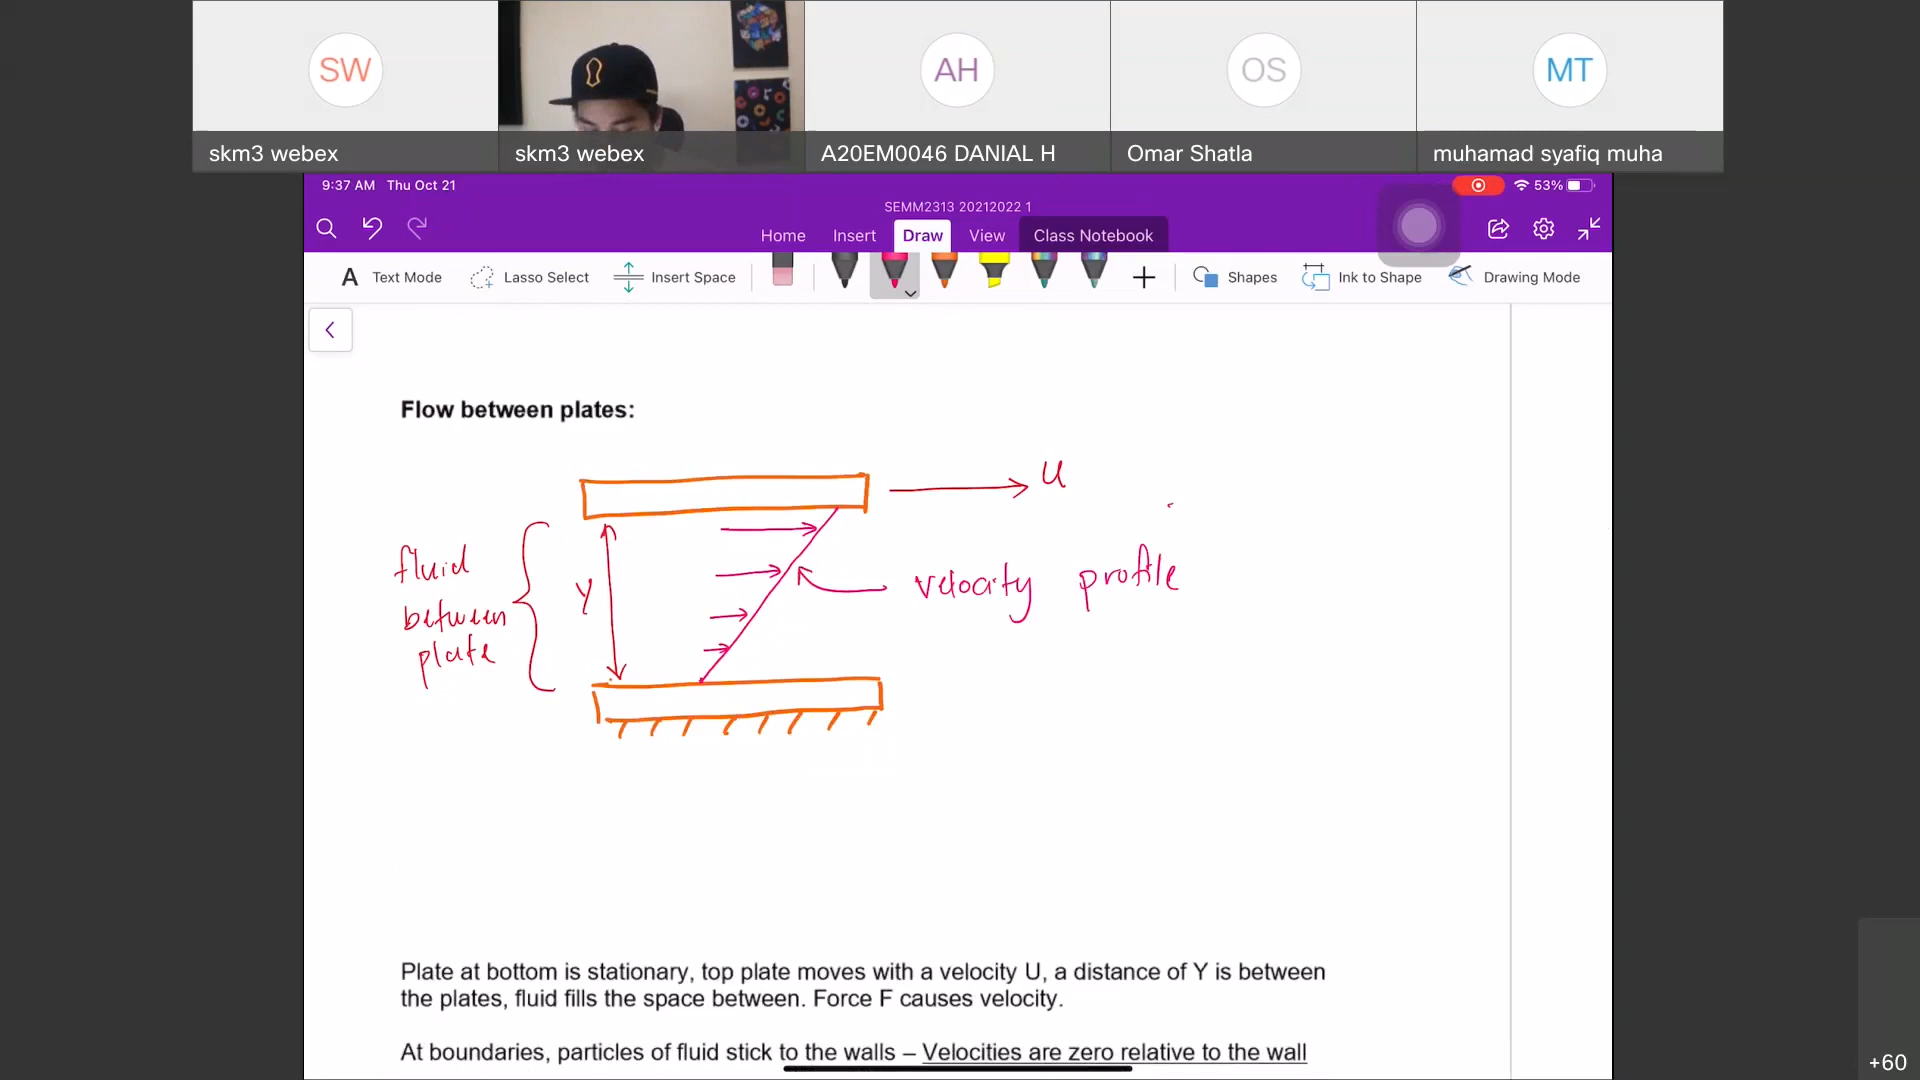 SW
AH
OS
MT
skm3 webex
skm3 webex
A20EM0046 DANIAL H
Omar Shatla
muhamad syafiq muha
9:37 AM Thu Oct 21
53%
SEMM2313 20212022 1
Home Insert Draw View Class Notebook
A Text Mode Lasso Select Insert Space Shapes Ink to Shape Drawing Mode
Flow between plates:
U
fluid
between
plate
Y
velocity profile
Plate at bottom is stationary, top plate moves with a velocity U, a distance of Y is between
the plates, fluid fills the space between. Force F causes velocity.
At boundaries, particles of fluid stick to the walls – Velocities are zero relative to the wall
+60